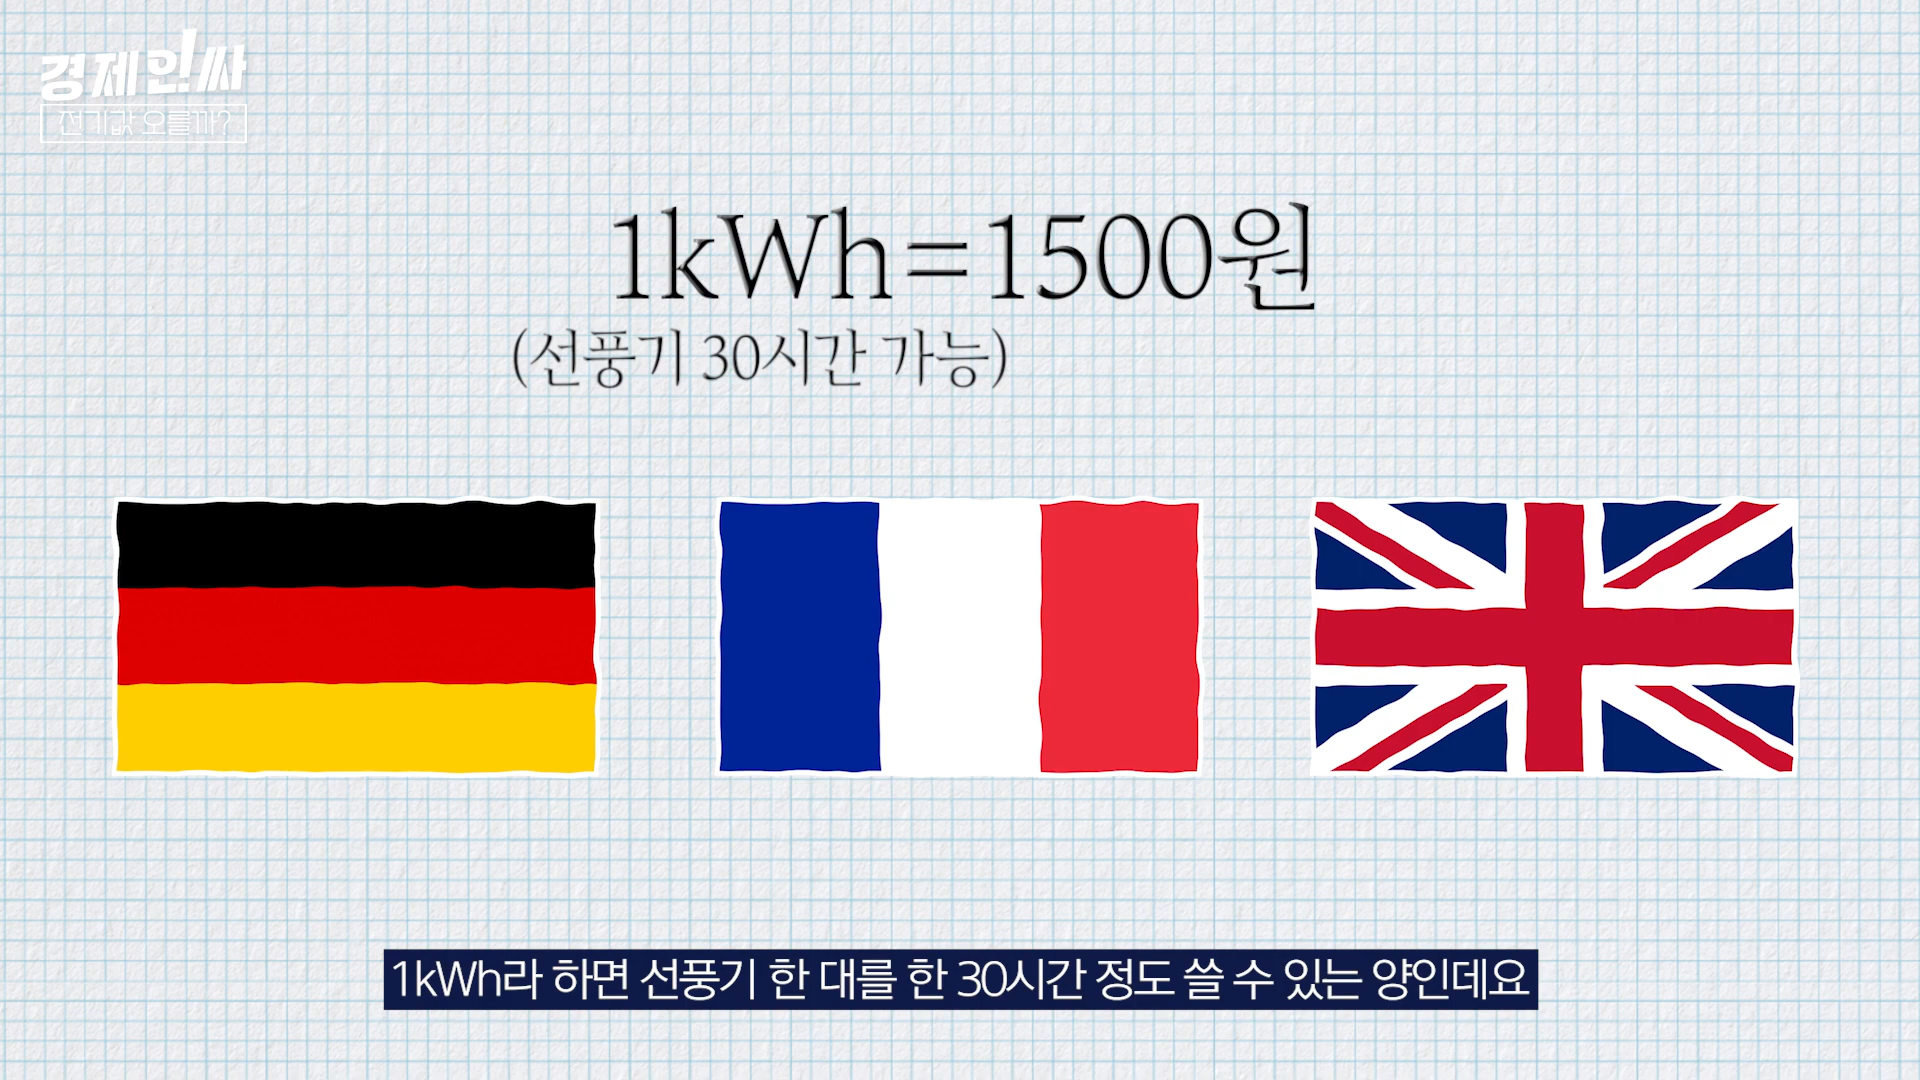 경제인싸
전기값 오를까?
1kWh=1500원
(선풍기 30시간 가능)
1kWh라 하면 선풍기 한 대를 한 30시간 정도 쓸 수 있는 양인데요